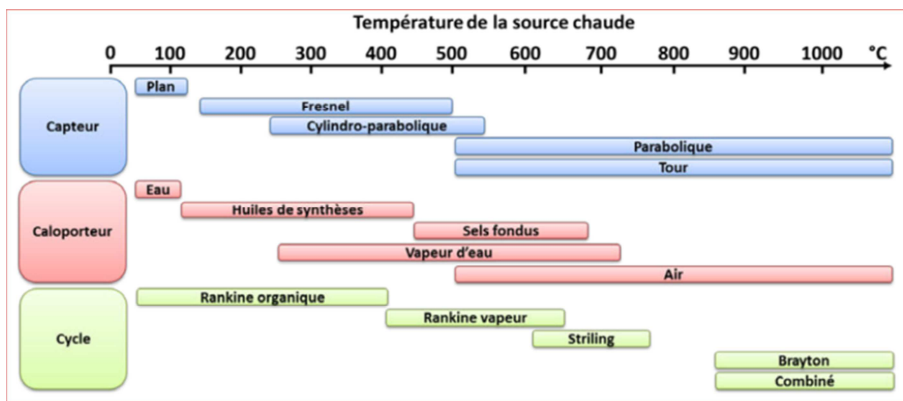 Température de la source chaude
0 100 200 300 400 500 600 700 800 900 1000 °C
Capteur
Plan
Fresnel
Cylindro-parabolique
Parabolique
Tour
Caloporteur
Eau
Huiles de synthèses
Sels fondus
Vapeur d'eau
Air
Cycle
Rankine organique
Rankine vapeur
Striling
Brayton
Combiné